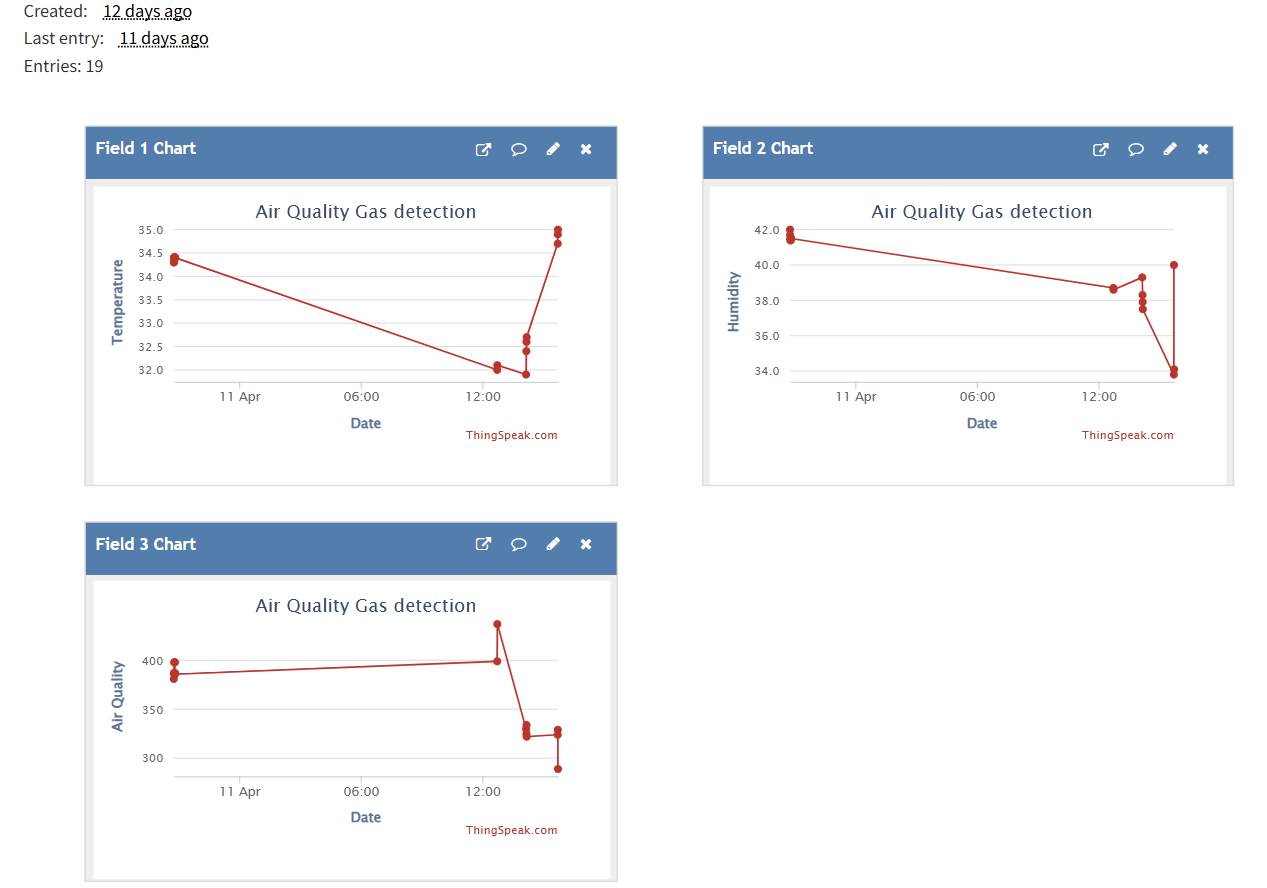 Created: 12 days ago
Last entry: 11 days ago
Entries: 19
Field 1 Chart
Air Quality Gas detection
Temperature
35.0
34.5
34.0
33.5
33.0
32.5
32.0
11 Apr 06:00 12:00
Date
ThingSpeak.com
Field 2 Chart
Air Quality Gas detection
Humidity
42.0
40.0
38.0
36.0
34.0
11 Apr 06:00 12:00
Date
ThingSpeak.com
Field 3 Chart
Air Quality Gas detection
Air Quality
400
350
300
11 Apr 06:00 12:00
Date
ThingSpeak.com